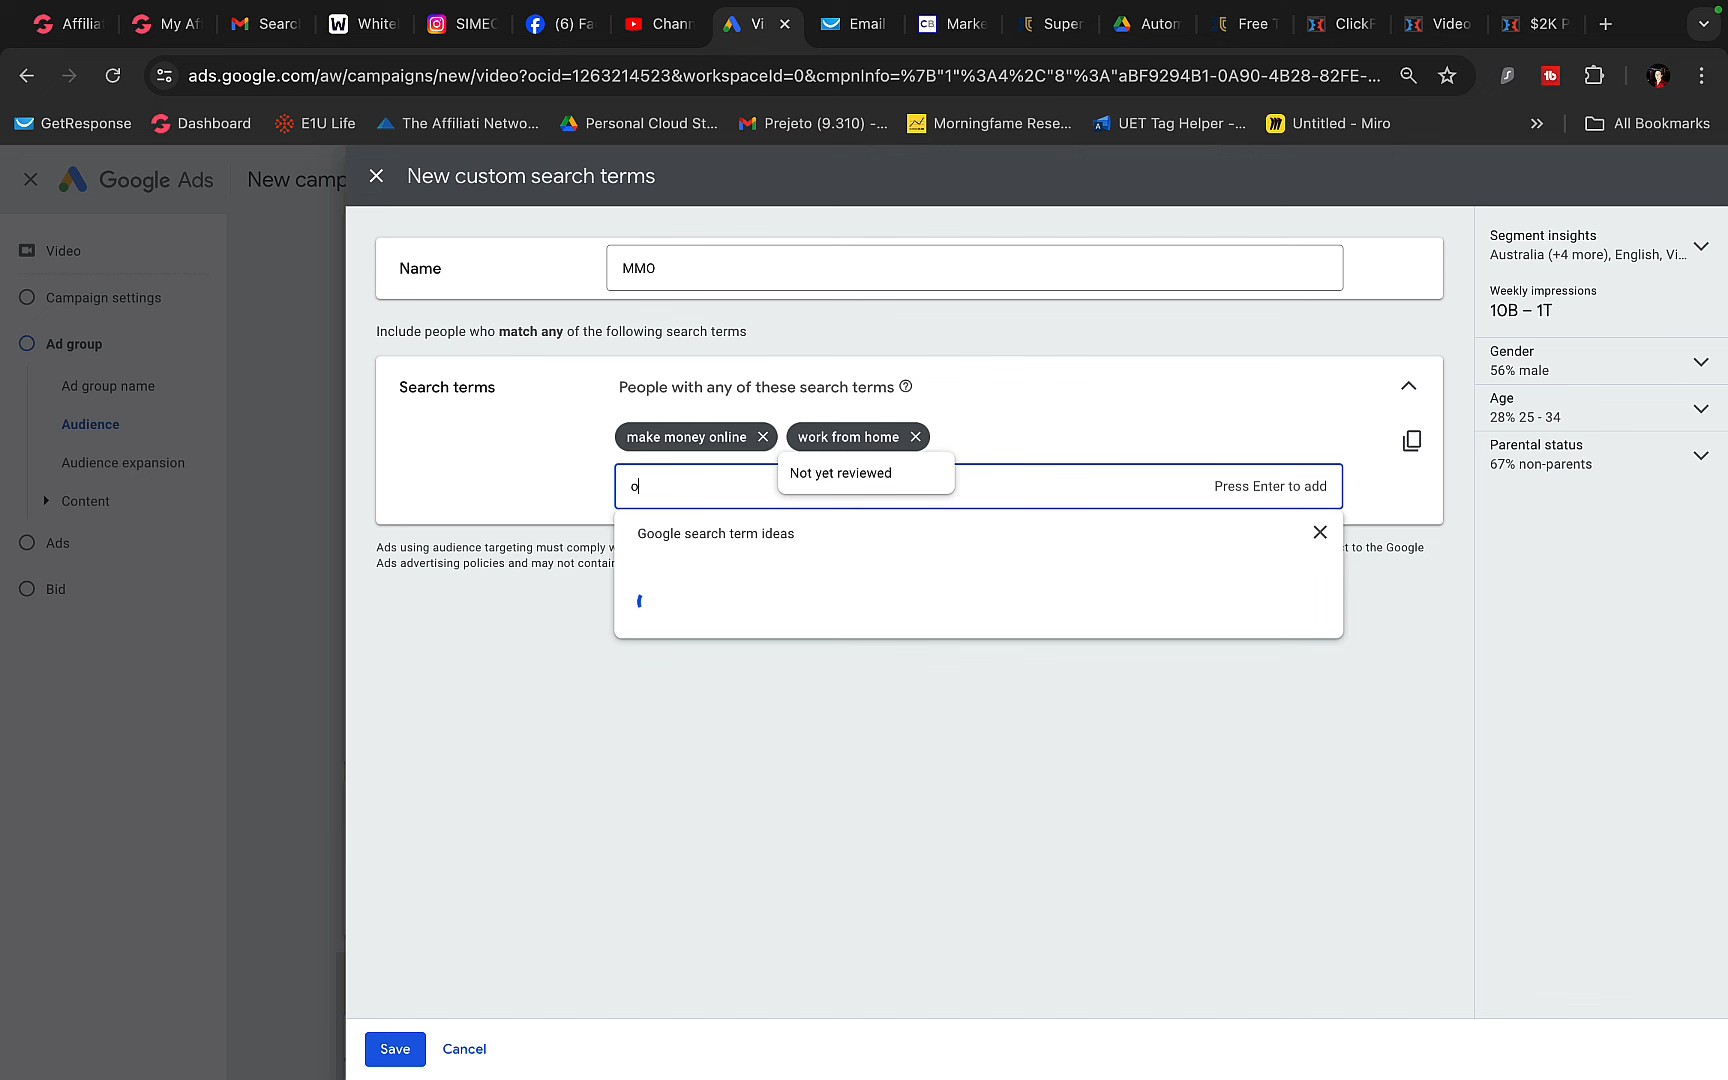 Affilia
My Af
Searc
White
SIMEC
(6) Fa
Chann
Vi
Email
Marke
Super
Autom
Free T
ClickF
Video
$2K P
ads.google.com/aw/campaigns/new/video?ocid=1263214523&workspaceId=0&cmpnInfo=%7B"1"%3A4%2C"8"%3A"aBF9294B1-0A90-4B28-82FE-...
GetResponse
Dashboard
E1U Life
The Affiliati Netwo...
Personal Cloud St...
Prejeto (9.310) -...
Morningfame Rese...
UET Tag Helper -...
Untitled - Miro
All Bookmarks
Google Ads
New camp
New custom search terms
Video
Campaign settings
Ad group
Ad group name
Audience
Audience expansion
Content
Ads
Bid
Name
MMO
Include people who match any of the following search terms
Search terms
People with any of these search terms
make money online
work from home
Not yet reviewed
o
Press Enter to add
Google search term ideas
Ads using audience targeting must comply w
t to the Google
Ads advertising policies and may not contain
Segment insights
Australia (+4 more), English, Vi...
Weekly impressions
10B – 1T
Gender
56% male
Age
28% 25 - 34
Parental status
67% non-parents
Save
Cancel